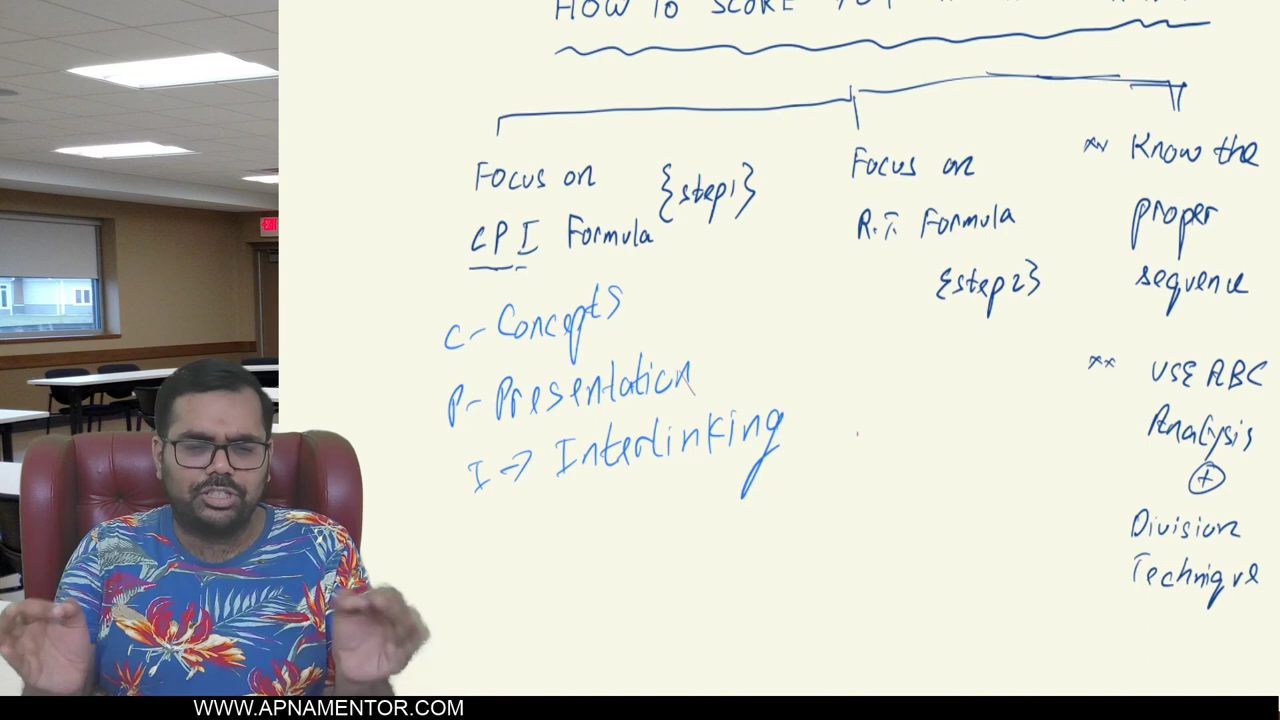 HOW TO SCORE
Focus on
CPI Formula {step1}
C- Concepts
P- Presentation
I → Interlinking
Focus on
R.T. Formula
{step2}
** Know the
proper
sequence
** USE ABC
Analysis
+
Division
Technique
EXIT
WWW.APNAMENTOR.COM